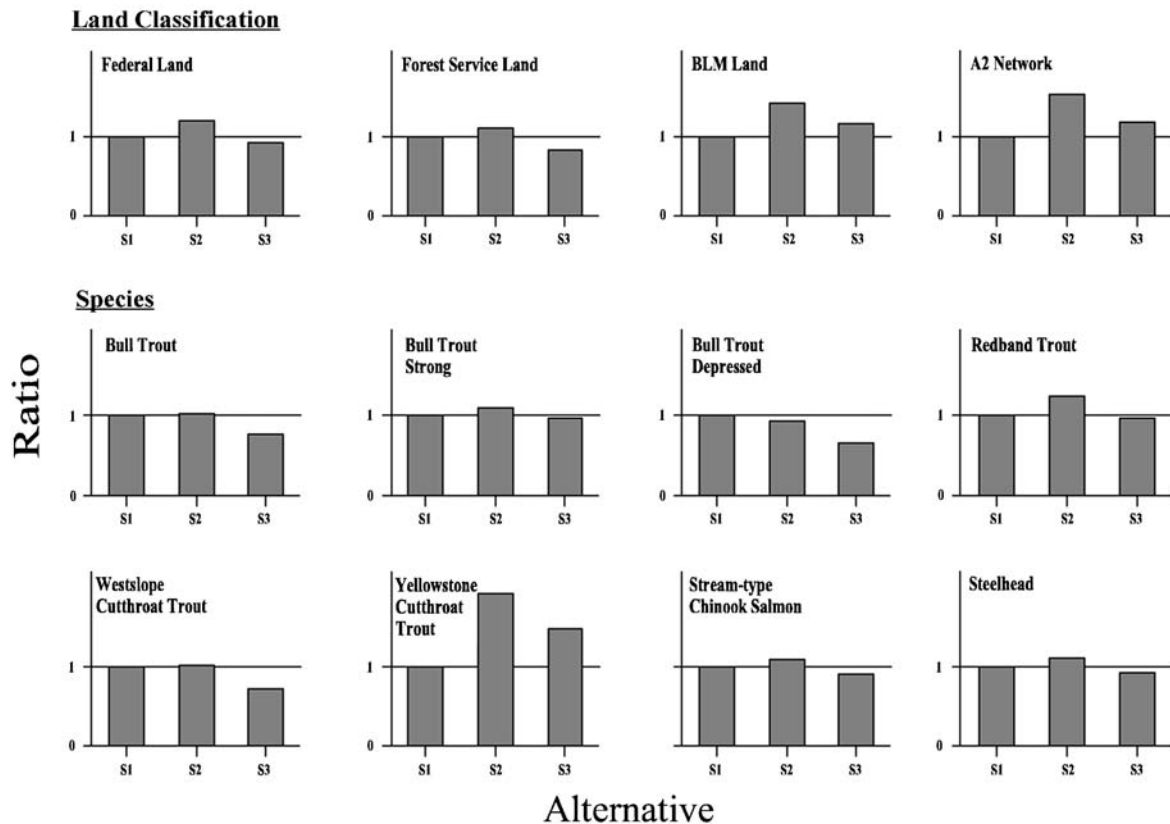 Land Classification
Federal Land
Forest Service Land
BLM Land
A2 Network
1
1
1
1
0
0
0
0
S1 S2 S3
S1 S2 S3
S1 S2 S3
S1 S2 S3
Species
Bull Trout
Bull Trout
Strong
Bull Trout
Depressed
Redband Trout
Ratio
1
1
1
1
0
0
0
0
S1 S2 S3
S1 S2 S3
S1 S2 S3
S1 S2 S3
Westslope
Cutthroat Trout
Yellowstone
Cutthroat
Trout
Stream-type
Chinook Salmon
Steelhead
1
1
1
1
0
0
0
0
S1 S2 S3
S1 S2 S3
S1 S2 S3
S1 S2 S3
Alternative